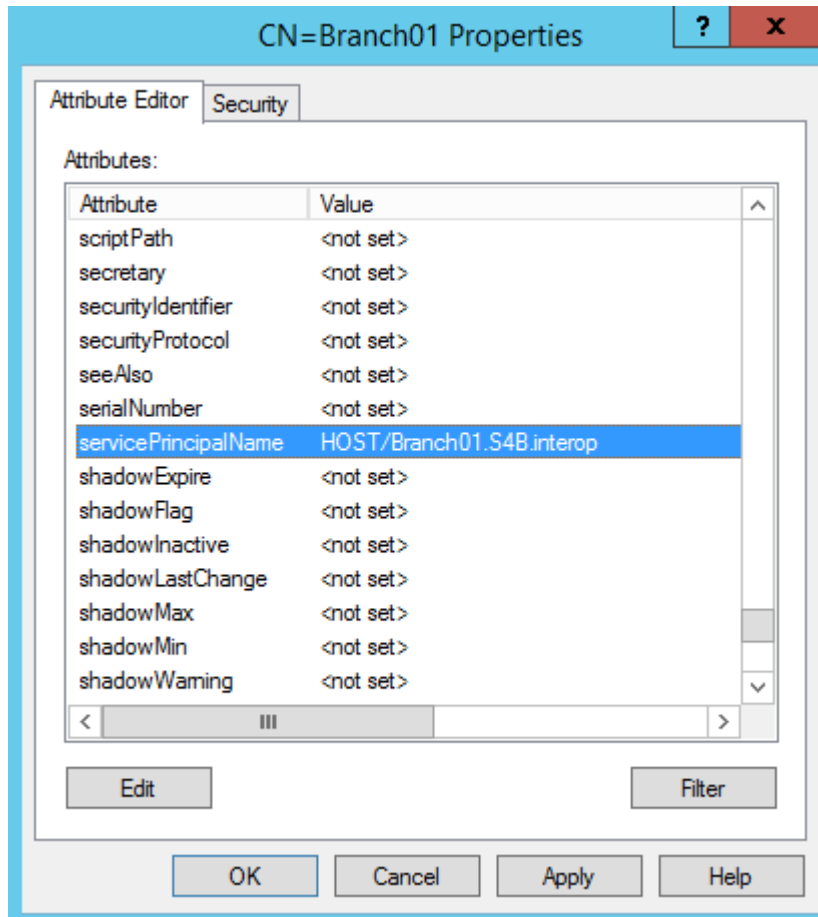 CN=Branch01 Properties
?
x
Attribute Editor
Security
Attributes:
Attribute Value
scriptPath <not set>
secretary <not set>
securityIdentifier <not set>
securityProtocol <not set>
seeAlso <not set>
serialNumber <not set>
servicePrincipalName HOST/Branch01.S4B.interop
shadowExpire <not set>
shadowFlag <not set>
shadowInactive <not set>
shadowLastChange <not set>
shadowMax <not set>
shadowMin <not set>
shadowWarning <not set>
Edit
Filter
OK
Cancel
Apply
Help